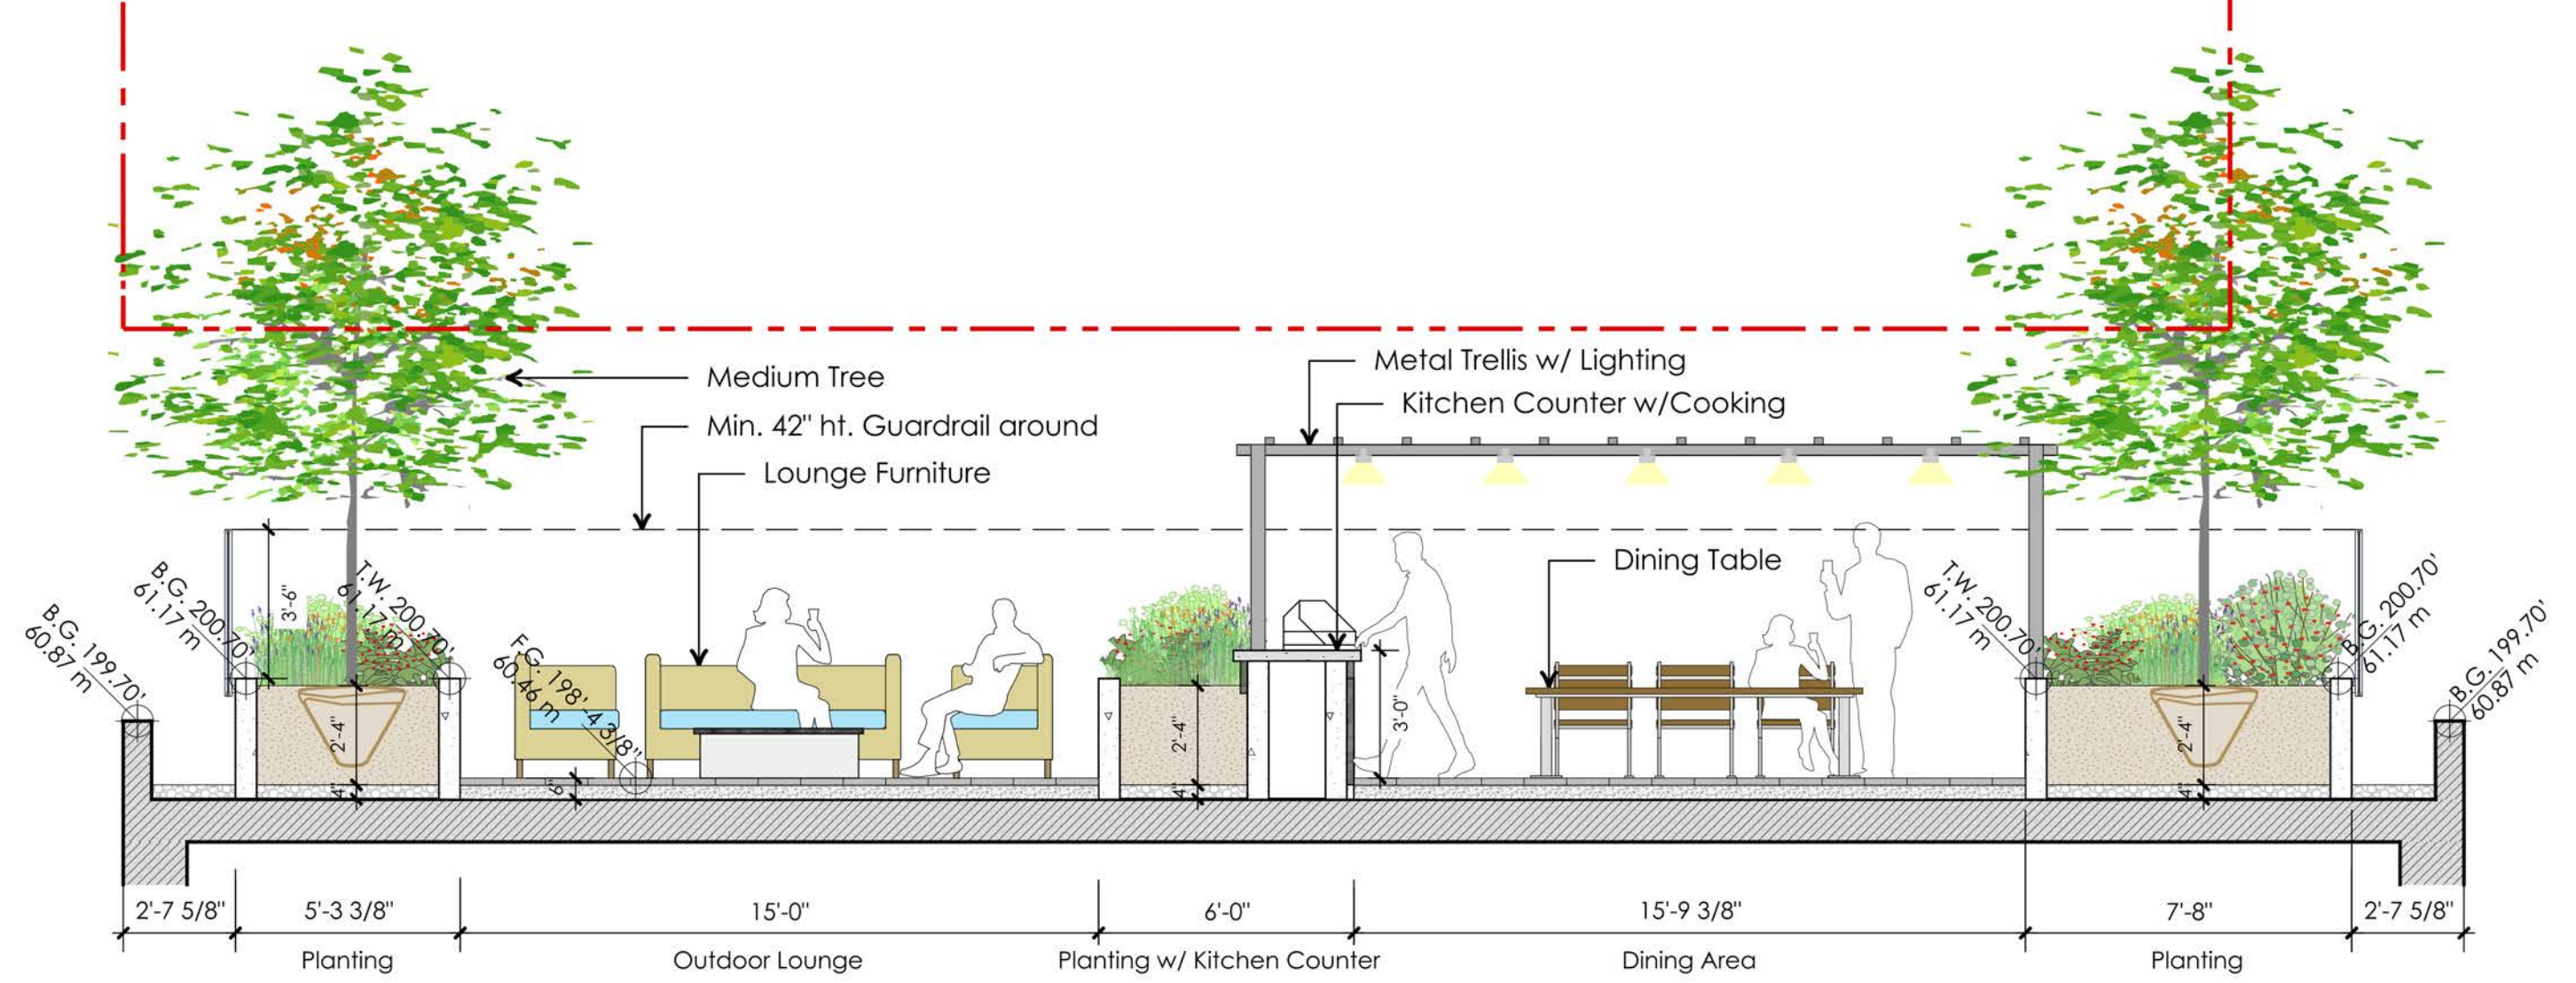 Medium Tree
Min. 42" ht. Guardrail around
Lounge Furniture
Metal Trellis w/ Lighting
Kitchen Counter w/Cooking
Dining Table
B.G. 199.70'
60.87 m
B.G. 200.70'
61.17 m
3'-6"
T.W. 200.70'
61.17 m
F.G. 198'-4 3/8"
60.46 m
T.W. 200.70'
61.17 m
B.G. 200.70'
61.17 m
B.G. 199.70'
60.87 m
2'-4"
4"
6"
2'-4"
4"
3'-0"
2'-4"
4"
2'-7 5/8"
5'-3 3/8"
15'-0"
6'-0"
15'-9 3/8"
7'-8"
2'-7 5/8"
Planting
Outdoor Lounge
Planting w/ Kitchen Counter
Dining Area
Planting